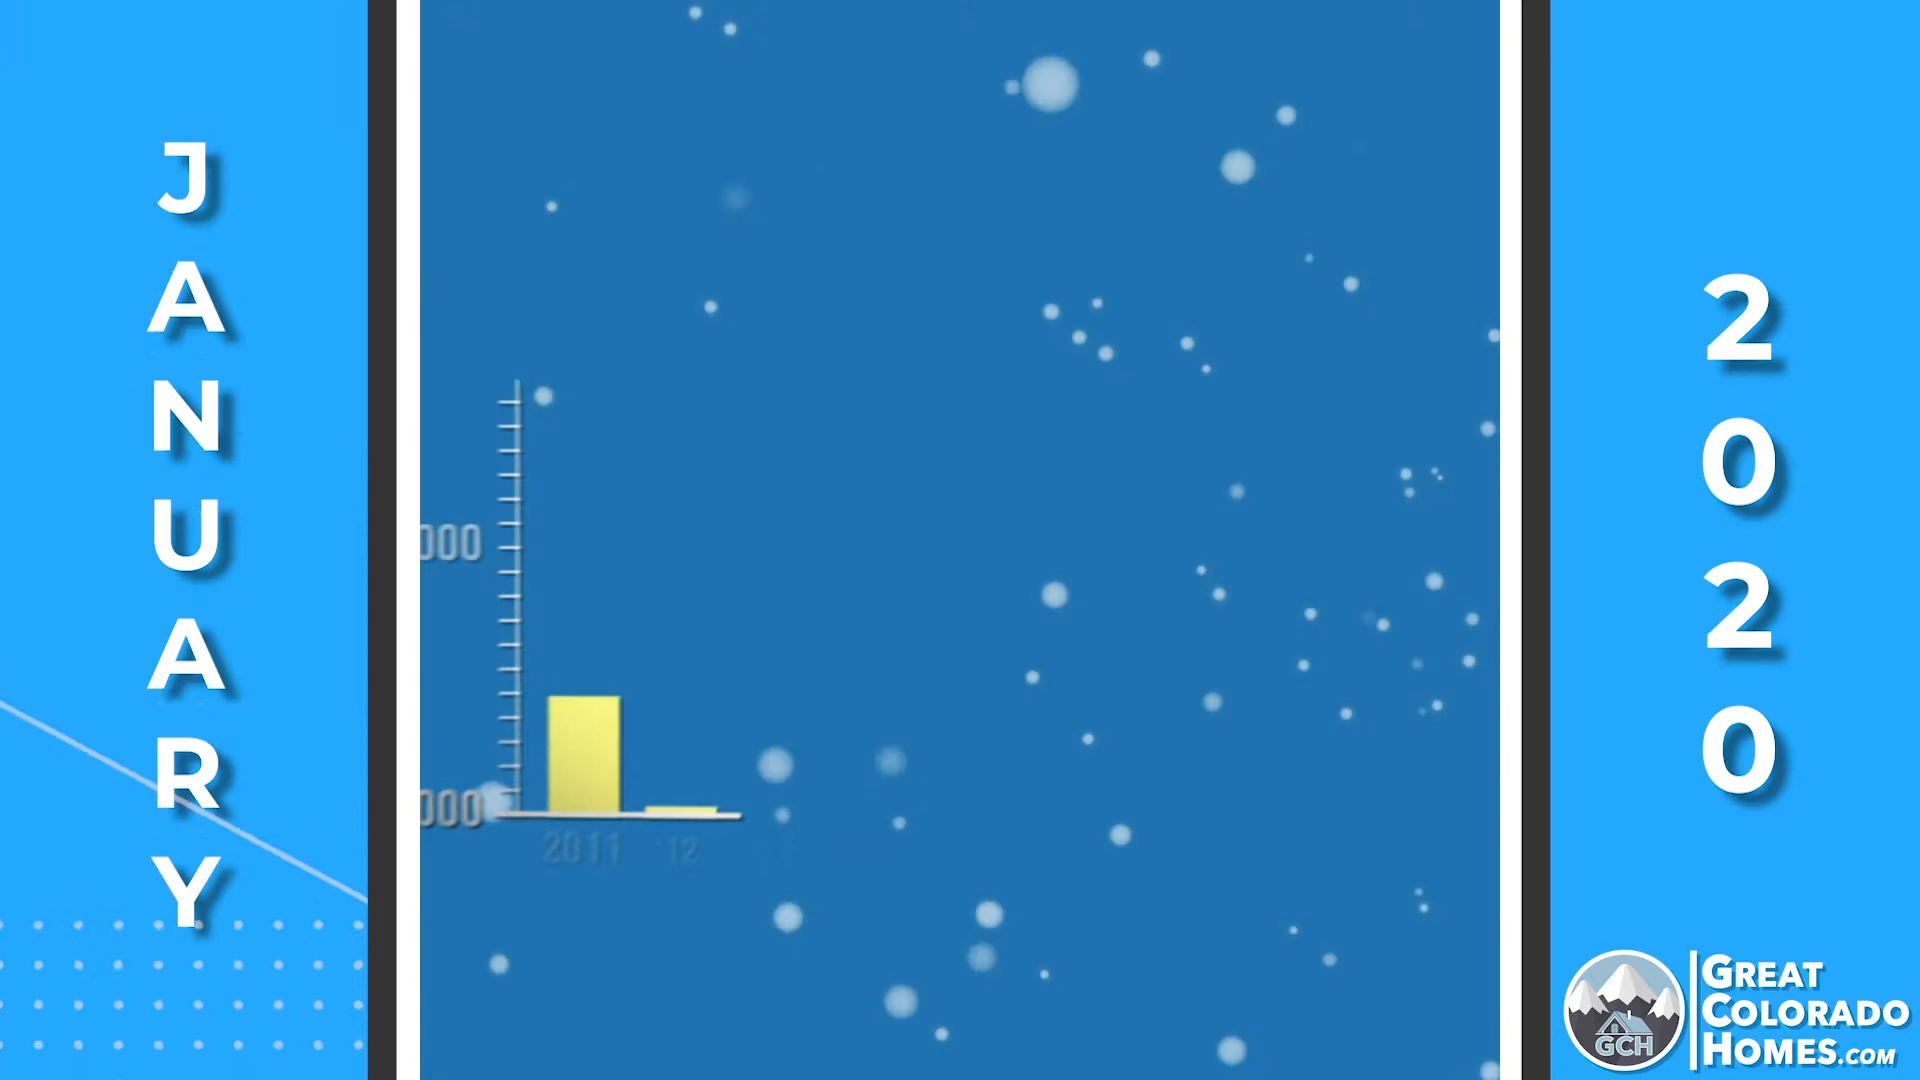 JANUARY
000
000
2011 '12
2020
GCH
GREAT
COLORADO
HOMES.COM